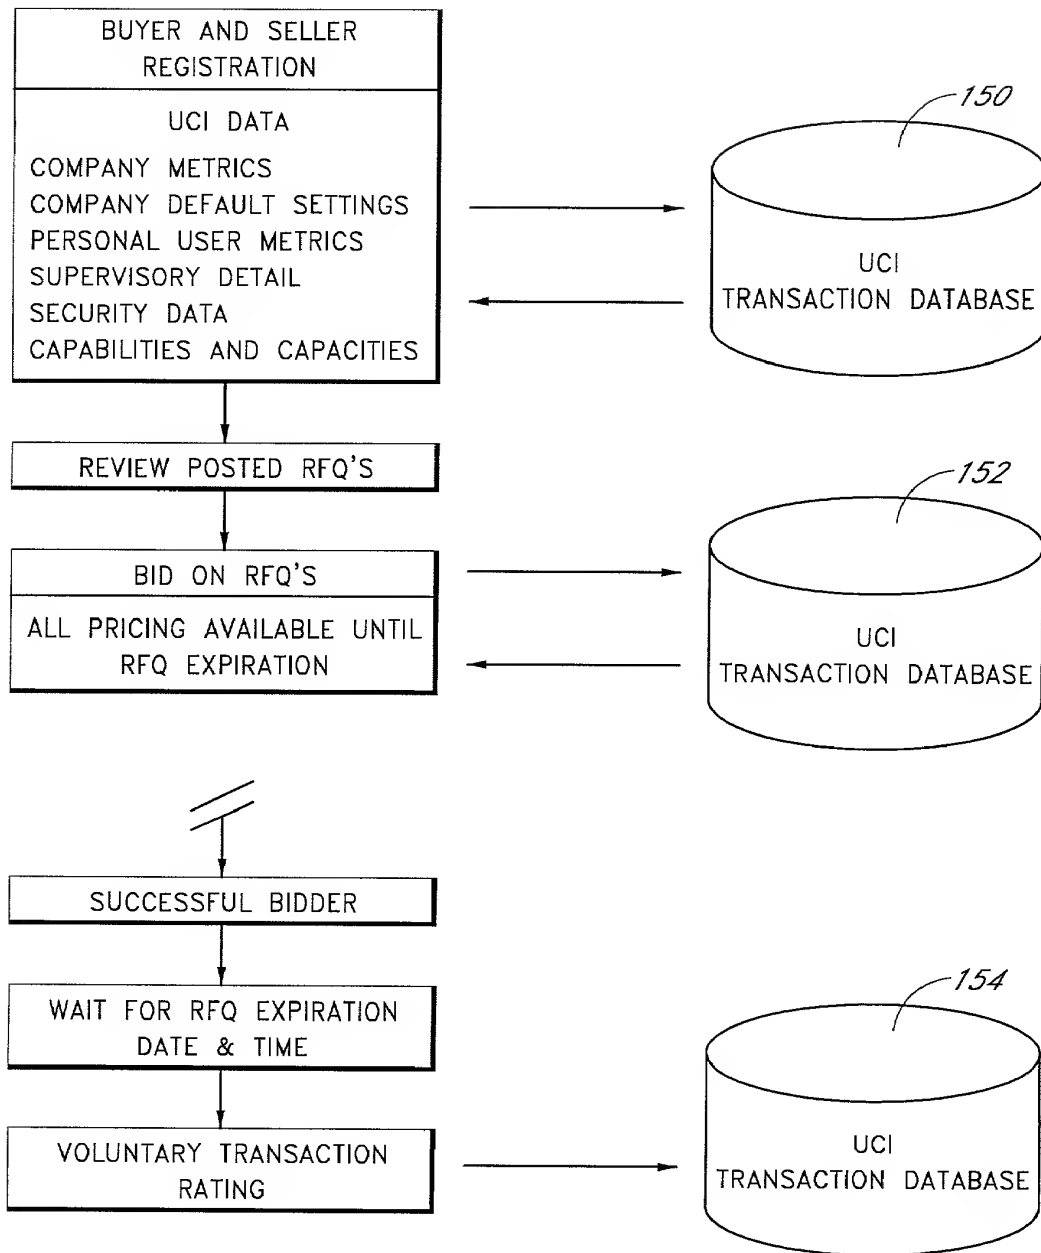 BUYER AND SELLER
REGISTRATION
UCI DATA
COMPANY METRICS
COMPANY DEFAULT SETTINGS
PERSONAL USER METRICS
SUPERVISORY DETAIL
SECURITY DATA
CAPABILITIES AND CAPACITIES
150
UCI
TRANSACTION DATABASE
REVIEW POSTED RFQ'S
BID ON RFQ'S
ALL PRICING AVAILABLE UNTIL
RFQ EXPIRATION
152
UCI
TRANSACTION DATABASE
SUCCESSFUL BIDDER
WAIT FOR RFQ EXPIRATION
DATE & TIME
VOLUNTARY TRANSACTION
RATING
154
UCI
TRANSACTION DATABASE